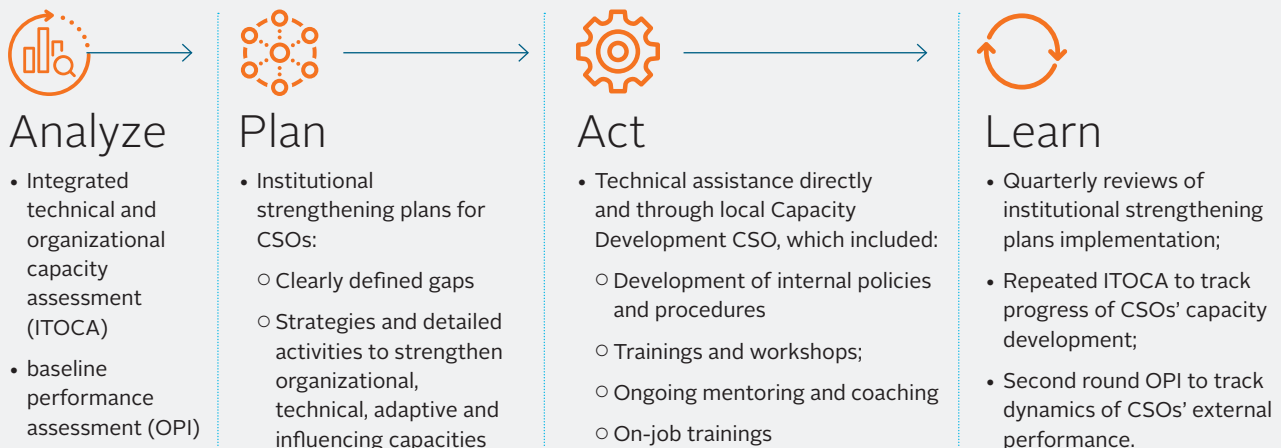 Analyze
• Integrated
technical and
organizational
capacity
assessment
(ITOCA)
• baseline
performance
assessment (OPI)
Plan
• Institutional
strengthening plans for
CSOs:
○ Clearly defined gaps
○ Strategies and detailed
activities to strengthen
organizational,
technical, adaptive and
influencing capacities
Act
• Technical assistance directly
and through local Capacity
Development CSO, which included:
○ Development of internal policies
and procedures
○ Trainings and workshops;
○ Ongoing mentoring and coaching
○ On-job trainings
Learn
• Quarterly reviews of
institutional strengthening
plans implementation;
• Repeated ITOCA to track
progress of CSOs’ capacity
development;
• Second round OPI to track
dynamics of CSOs’ external
performance.